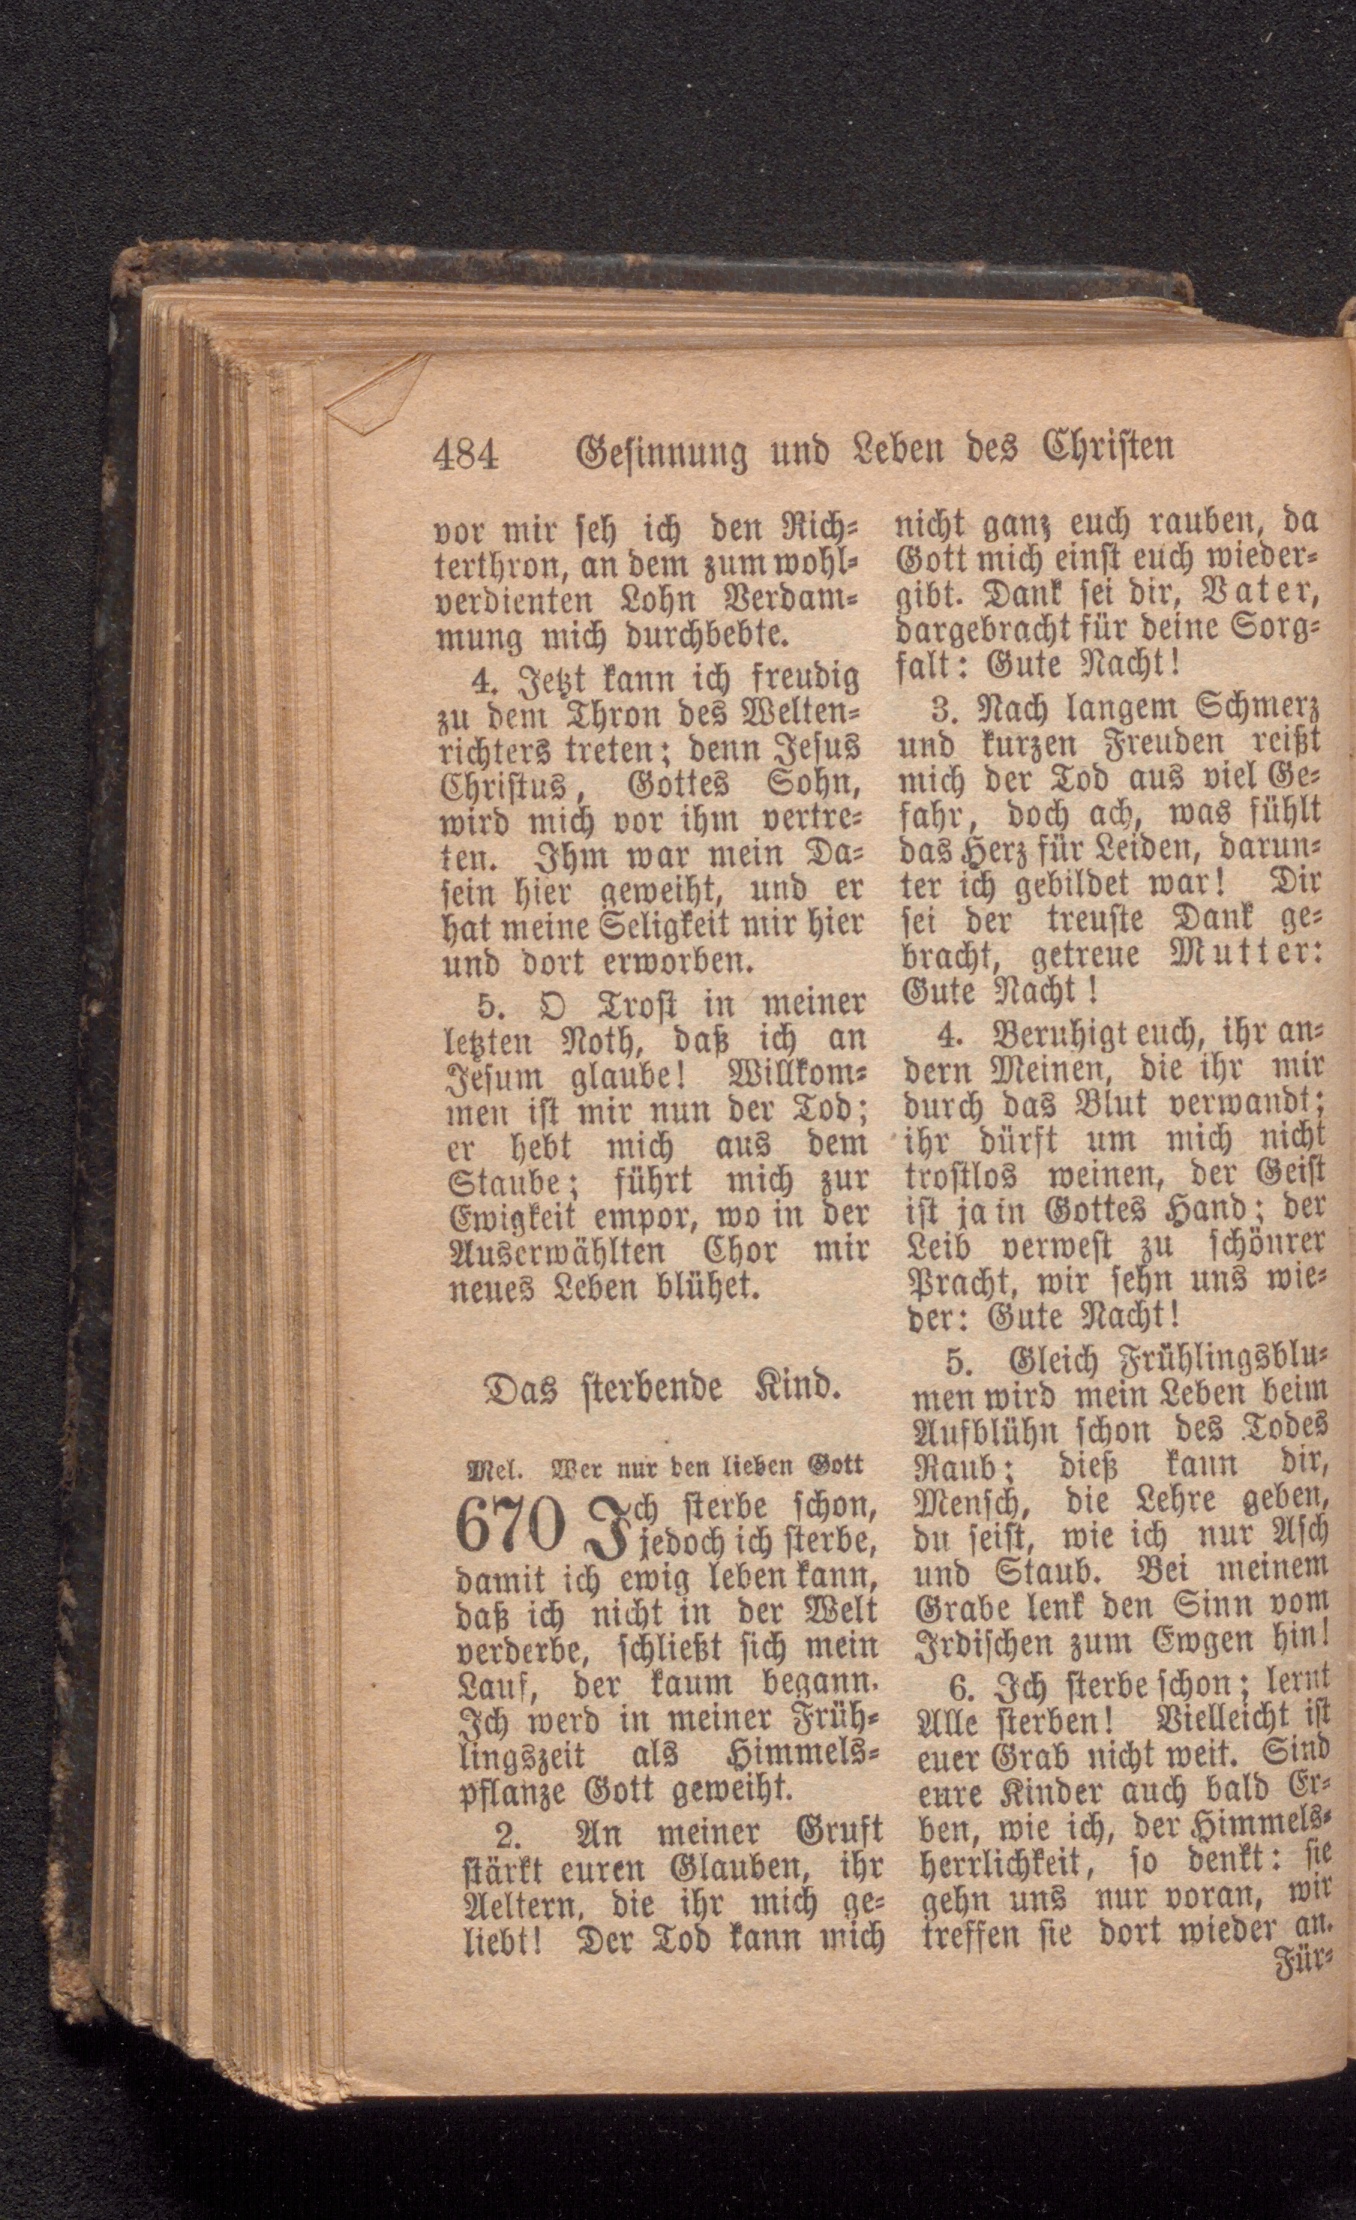 484 Gesinnung und Leben des Christen
vor mir seh ich den Rich-
terthron, an dem zum wohl-
verdienten Lohn Verdam-
mung mich durchbebte.
4. Jetzt kann ich freudig
zu dem Thron des Welten-
richters treten; denn Jesus
Christus, Gottes Sohn,
wird mich vor ihm vertre-
ten. Ihm war mein Da-
sein hier geweiht, und er
hat meine Seligkeit mir hier
und dort erworben.
5. O Trost in meiner
letzten Noth, daß ich an
Jesum glaube! Willkom-
men ist mir nun der Tod;
er hebt mich aus dem
Staube; führt mich zur
Ewigkeit empor, wo in der
Auserwählten Chor mir
neues Leben blühet.
Das sterbende Kind.
Mel. Wer nur den lieben Gott
670 Ich sterbe schon,
jedoch ich sterbe,
damit ich ewig leben kann,
daß ich nicht in der Welt
verderbe, schließt sich mein
Lauf, der kaum begann.
Ich werd in meiner Früh-
lingszeit als Himmels-
pflanze Gott geweiht.
2. An meiner Gruft
stärkt euren Glauben, ihr
Aeltern, die ihr mich ge-
liebt! Der Tod kann mich
nicht ganz euch rauben, da
Gott mich einst euch wieder-
gibt. Dank sei dir, Vater,
dargebracht für deine Sorg-
falt: Gute Nacht!
3. Nach langem Schmerz
und kurzen Freuden reißt
mich der Tod aus viel Ge-
fahr, doch ach, was fühlt
das Herz für Leiden, darun-
ter ich gebildet war! Dir
sei der treuste Dank ge-
bracht, getreue Mutter:
Gute Nacht!
4. Beruhigt euch, ihr an-
dern Meinen, die ihr mir
durch das Blut verwandt;
ihr dürft um mich nicht
trostlos weinen, der Geist
ist ja in Gottes Hand; der
Leib verwest zu schönrer
Pracht, wir sehn uns wie-
der: Gute Nacht!
5. Gleich Frühlingsblu-
men wird mein Leben beim
Aufblühn schon des Todes
Raub; dieß kann dir,
Mensch, die Lehre geben,
du seist, wie ich nur Asch
und Staub. Bei meinem
Grabe lenk den Sinn vom
Irdischen zum Ewgen hin!
6. Ich sterbe schon; lernt
Alle sterben! Vielleicht ist
euer Grab nicht weit. Sind
eure Kinder auch bald Er-
ben, wie ich, der Himmels-
herrlichkeit, so denkt: sie
gehn uns nur voran, wir
treffen sie dort wieder an.
Für-